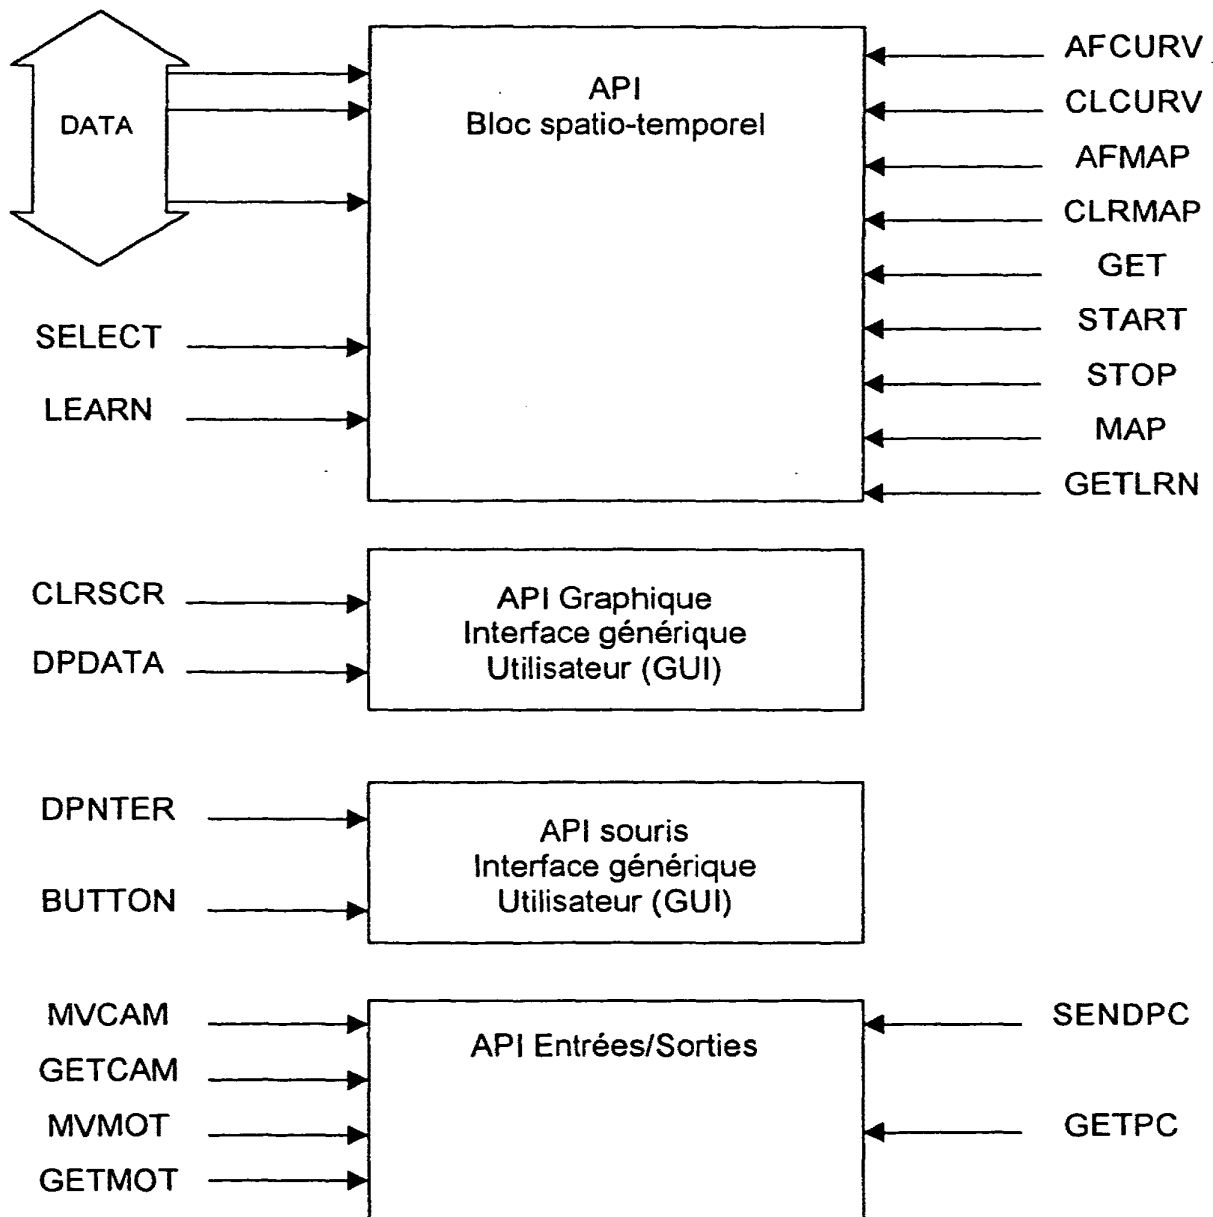 DATA
SELECT
LEARN
API
Bloc spatio-temporel
AFCURV
CLCURV
AFMAP
CLRMAP
GET
START
STOP
MAP
GETLRN
CLRSCR
DPDATA
API Graphique
Interface générique
Utilisateur (GUI)
DPNTER
BUTTON
API souris
Interface générique
Utilisateur (GUI)
MVCAM
GETCAM
MVMOT
GETMOT
API Entrées/Sorties
SENDPC
GETPC